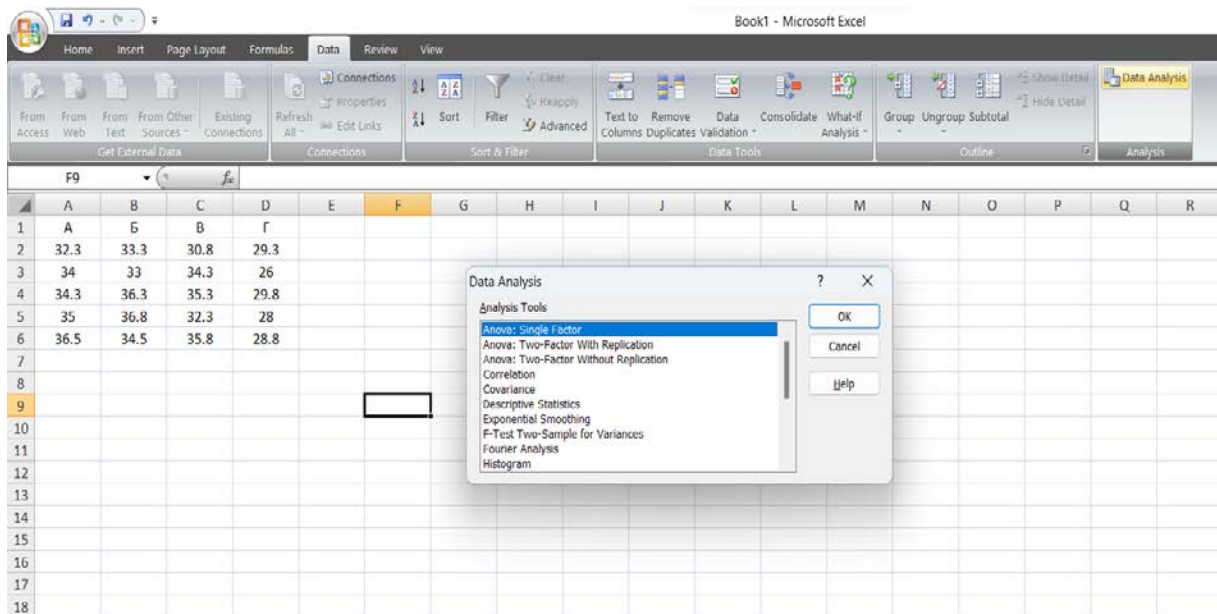 Book1 - Microsoft Excel
Home Insert Page Layout Formulas Data Review View
From Access From Web From Text From Other Sources Existing Connections
Get External Data
Refresh All Connections Properties Edit Links
Connections
Sort Filter Clear Reapply Advanced
Sort & Filter
Text to Columns Remove Duplicates Data Validation Consolidate What-If Analysis
Data Tools
Group Ungroup Subtotal Show Detail Hide Detail
Outline
Data Analysis
Analysis
F9 fx
A B C D E F G H I J K L M N O P Q R
1 А Б В Г
2 32.3 33.3 30.8 29.3
3 34 33 34.3 26
4 34.3 36.3 35.3 29.8
5 35 36.8 32.3 28
6 36.5 34.5 35.8 28.8
7
8
9
10
11
12
13
14
15
16
17
18
Data Analysis ?
Analysis Tools
Anova: Single Factor
Anova: Two-Factor With Replication
Anova: Two-Factor Without Replication
Correlation
Covariance
Descriptive Statistics
Exponential Smoothing
F-Test Two-Sample for Variances
Fourier Analysis
Histogram
OK
Cancel
Help